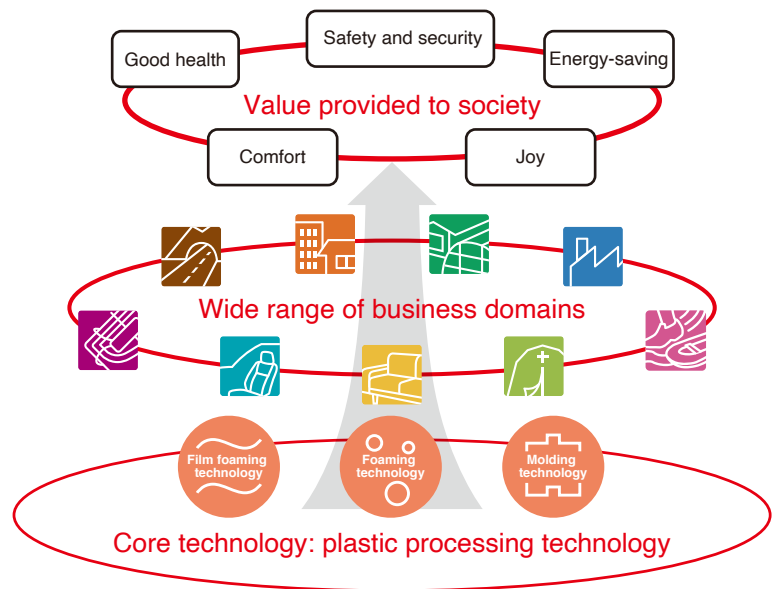 Safety and security
Good health
Energy-saving
Value provided to society
Comfort
Joy
Wide range of business domains
Film foaming
technology
Foaming
technology
Molding
technology
Core technology: plastic processing technology